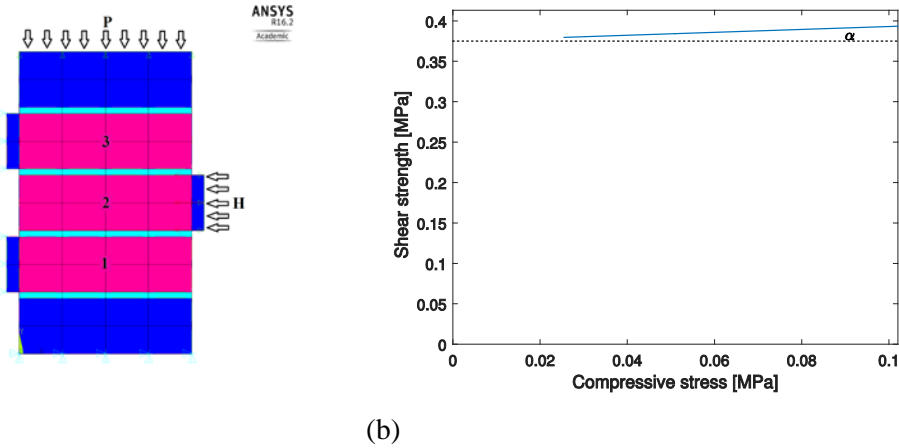 ANSYS
R16.2
Academic
P
3
2
H
1
0.4
0.35
0.3
0.25
0.2
0.15
0.1
0.05
0
Shear strength [MPa]
α
0 0.02 0.04 0.06 0.08 0.1
Compressive stress [MPa]
(b)